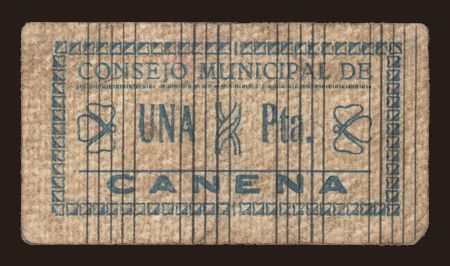 CONSEJO MUNICIPAL DE
UNA Pta.
CANENA